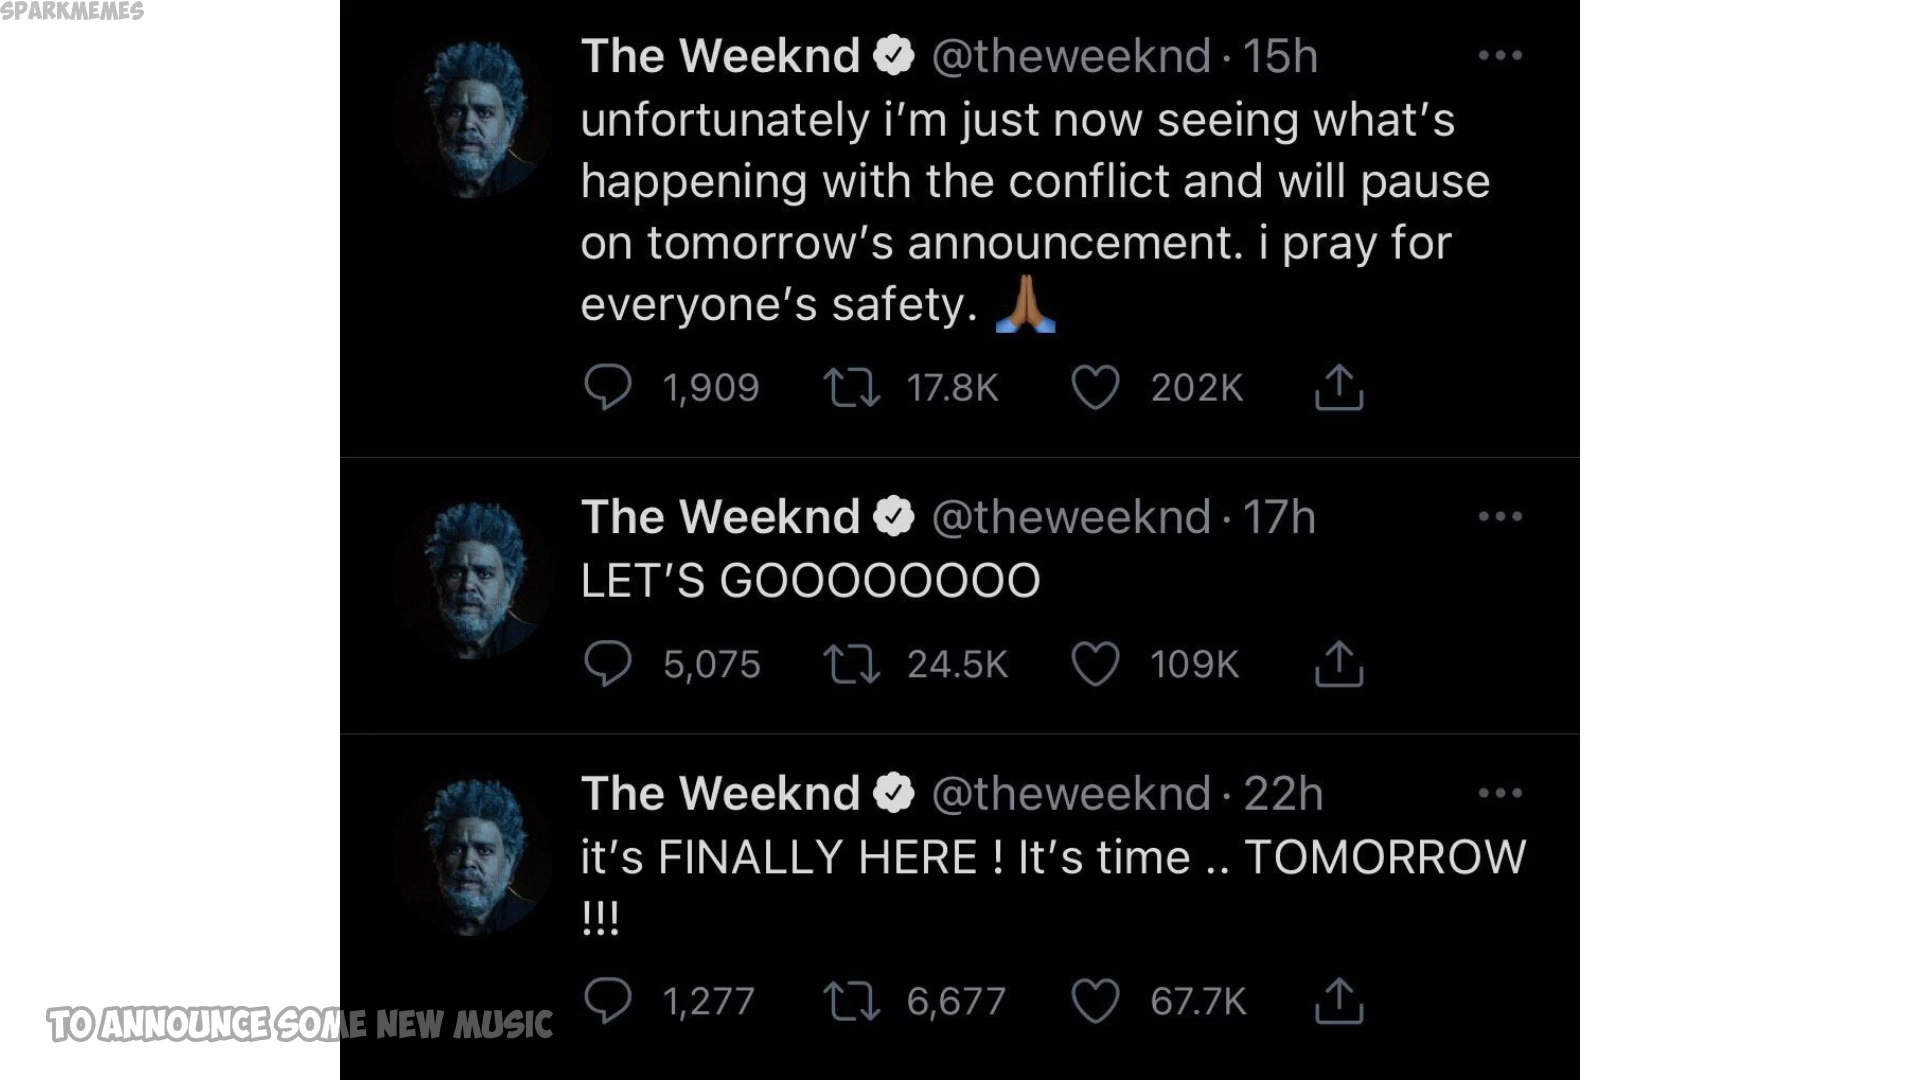 SPARKMEMES
The Weeknd @theweeknd · 15h
unfortunately i’m just now seeing what’s
happening with the conflict and will pause
on tomorrow’s announcement. i pray for
everyone’s safety. 🙏🏾
1,909 17.8K 202K
The Weeknd @theweeknd · 17h
LET’S GOOOOOOOO
5,075 24.5K 109K
The Weeknd @theweeknd · 22h
it’s FINALLY HERE ! It’s time .. TOMORROW
!!!
1,277 6,677 67.7K
TO ANNOUNCE SOME NEW MUSIC